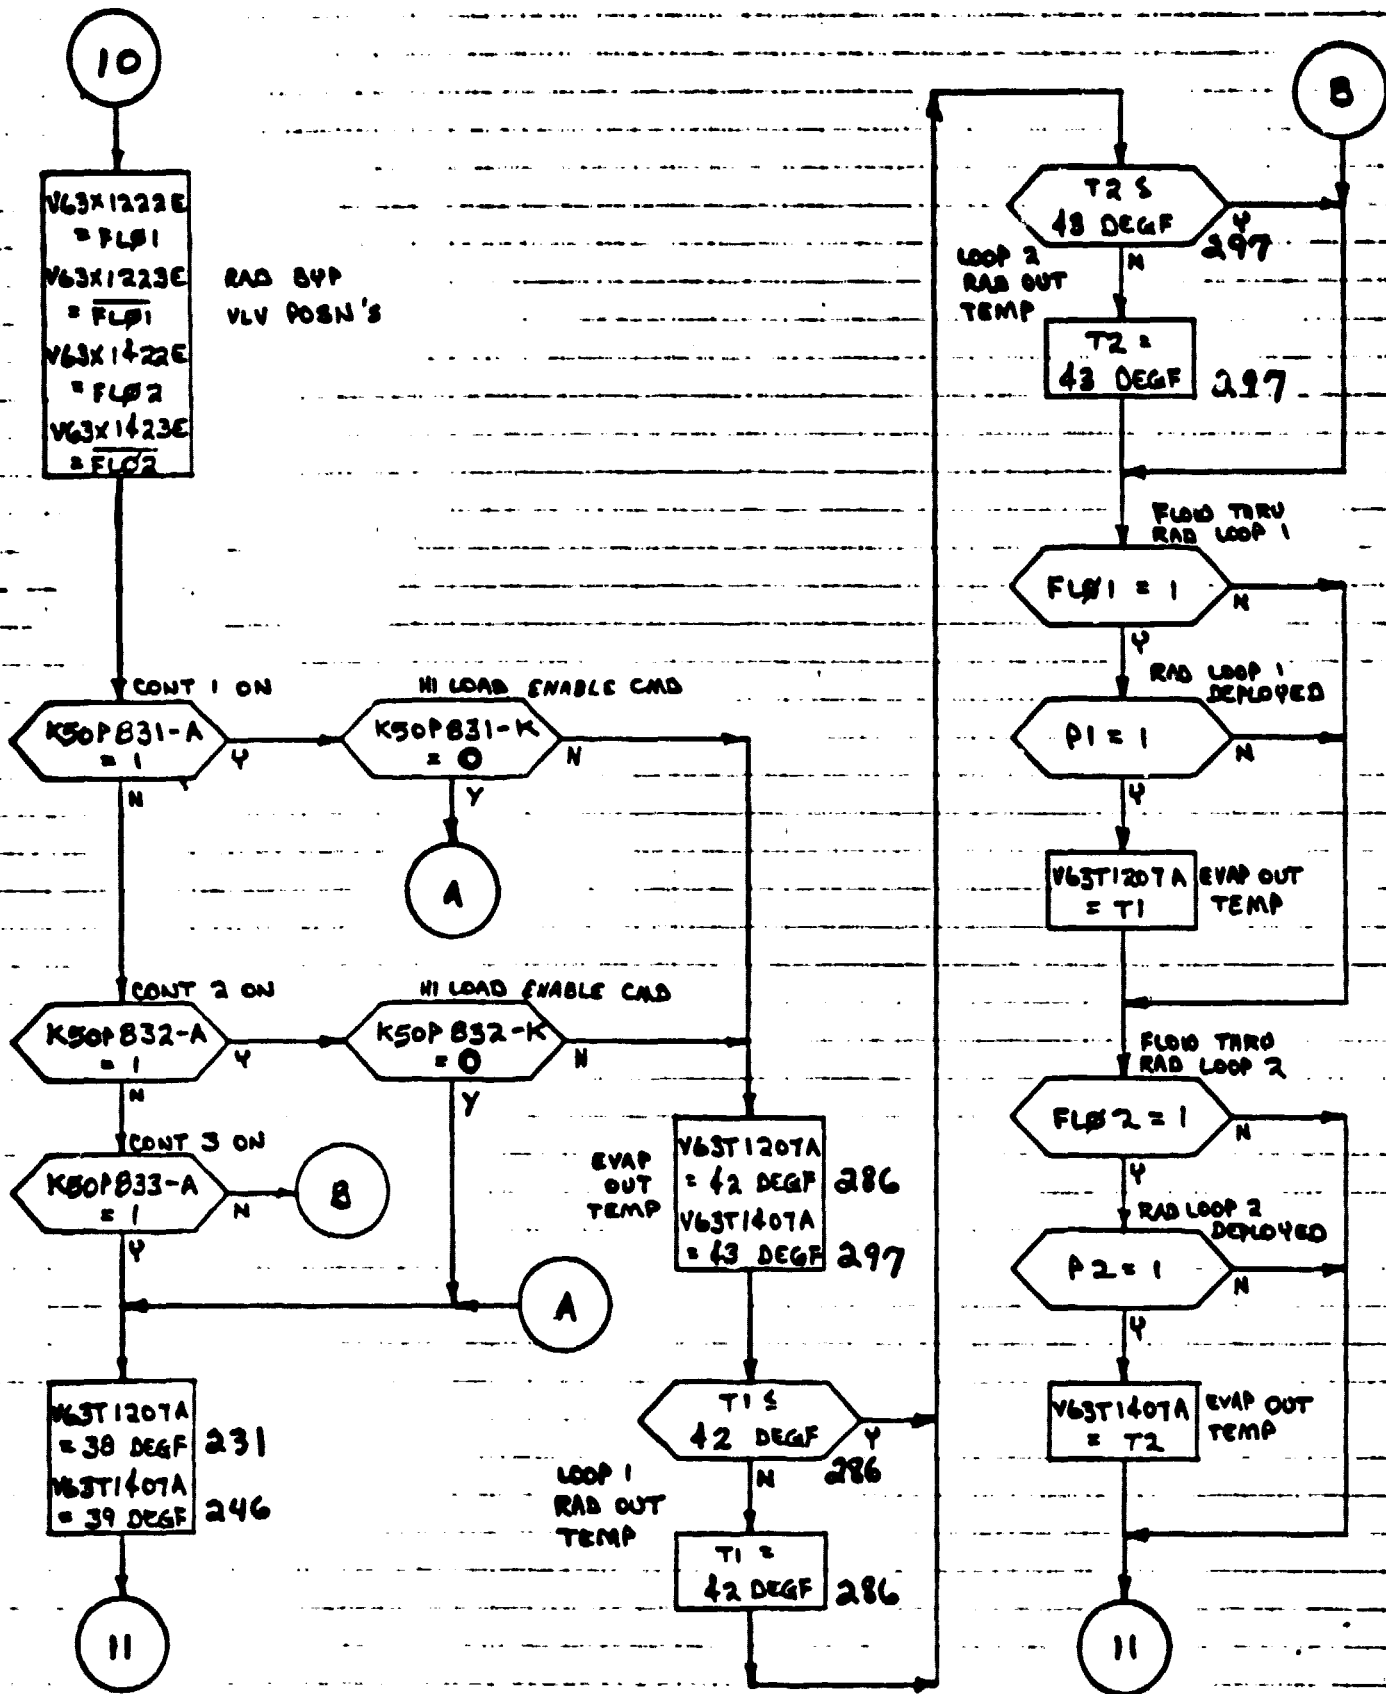 10
V63X1222E
= FLØ1
V63X1223E
= F̅L̅Ø̅1̅
V63X1422E
= FLØ2
V63X1423E
= F̅L̅Ø̅2̅
RAD BYP
VLV POSN'S
CONT 1 ON
K50P831-A
= 1
Y
N
HI LOAD ENABLE CMD
K50P831-K
= O
N
Y
A
CONT 2 ON
K50P832-A
= 1
Y
N
HI LOAD ENABLE CMD
K50P832-K
= O
N
Y
CONT 3 ON
K50P833-A
= 1
N
Y
B
A
V63T1207A
= 38 DEGF 231
V63T1407A
= 39 DEGF 246
11
EVAP
OUT
TEMP
V63T1207A
= 42 DEGF 286
V63T1407A
= 43 DEGF 297
T1 ≤
42 DEGF
Y
286
N
LOOP 1
RAD OUT
TEMP
T1 =
42 DEGF 286
B
T2 ≤
43 DEGF
Y
297
N
LOOP 2
RAD OUT
TEMP
T2 =
43 DEGF 297
FLOW THRU
RAD LOOP 1
FLØ1 = 1
N
Y
RAD LOOP 1
DEPLOYED
P1 = 1
N
Y
V63T1207A
= T1
EVAP OUT
TEMP
FLOW THRU
RAD LOOP 2
FLØ2 = 1
N
Y
RAD LOOP 2
DEPLOYED
P2 = 1
N
Y
V63T1407A
= T2
EVAP OUT
TEMP
11